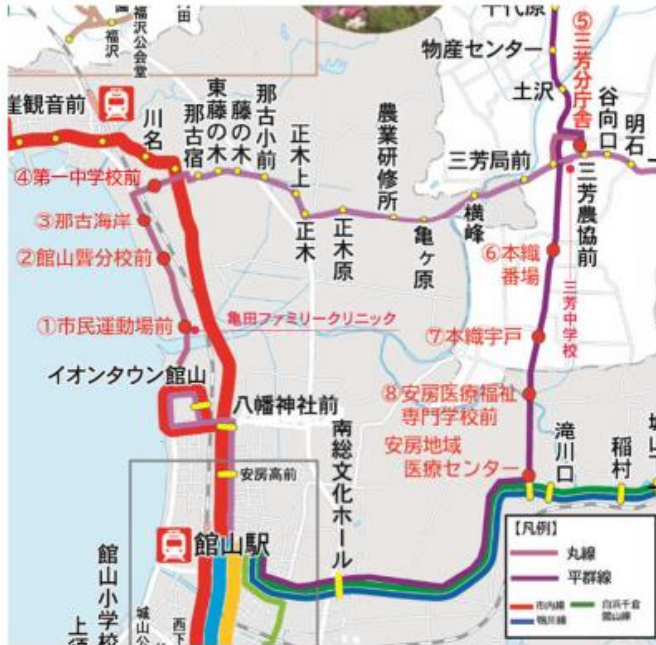 福沢公会堂
福沢
千代原
⑤三芳分庁舎
物産センター
土沢
谷向口
明石
崖観音前
川名
那古宿
東藤の木
藤の木
那古小前
正木上
正木
正木原
農業研修所
亀ヶ原
横峰
三芳局前
三芳農協前
④第一中学校前
③那古海岸
②館山聾分校前
①市民運動場前
亀田ファミリークリニック
⑥本織
番場
三芳中学校
⑦本織宇戸
⑧安房医療福祉
専門学校前
安房地域
医療センター
イオンタウン館山
八幡神社前
安房高前
南総文化ホール
滝川口
稲村
館山駅
館山小学校
城山公
西下
【凡例】
丸線
平群線
市内線
鴨川線
白浜千倉
館山線